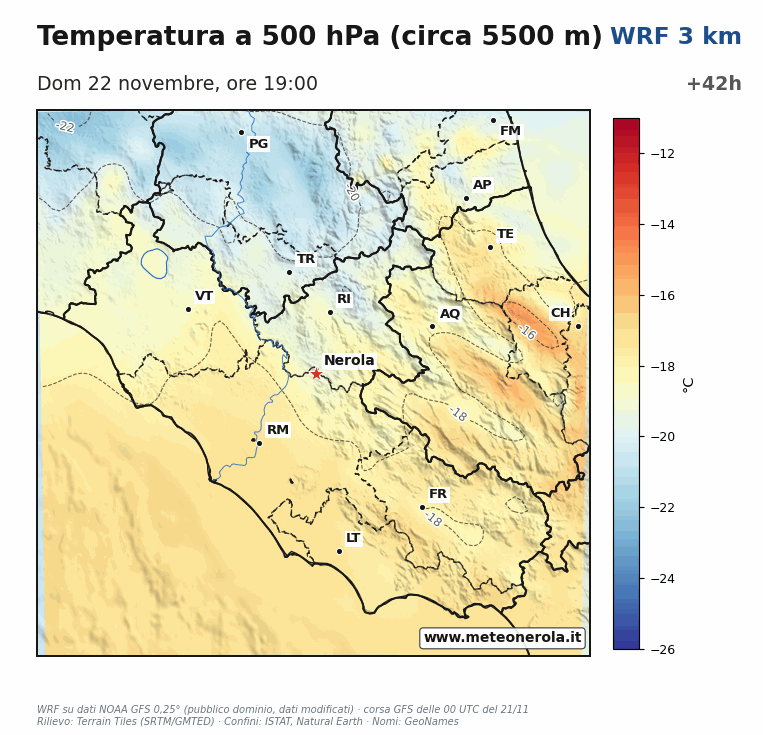 Temperatura a 500 hPa (circa 5500 m) WRF 3 km
Dom 22 novembre, ore 19:00 +42h
-22
PG
FM
-20
AP
TE
TR
VT
RI
AQ
CH
-16
Nerola
-18
RM
FR
-18
LT
www.meteonerola.it
−12
−14
−16
−18
−20
−22
−24
−26
°C
WRF su dati NOAA GFS 0,25° (pubblico dominio, dati modificati) · corsa GFS delle 00 UTC del 21/11
Rilievo: Terrain Tiles (SRTM/GMTED) · Confini: ISTAT, Natural Earth · Nomi: GeoNames